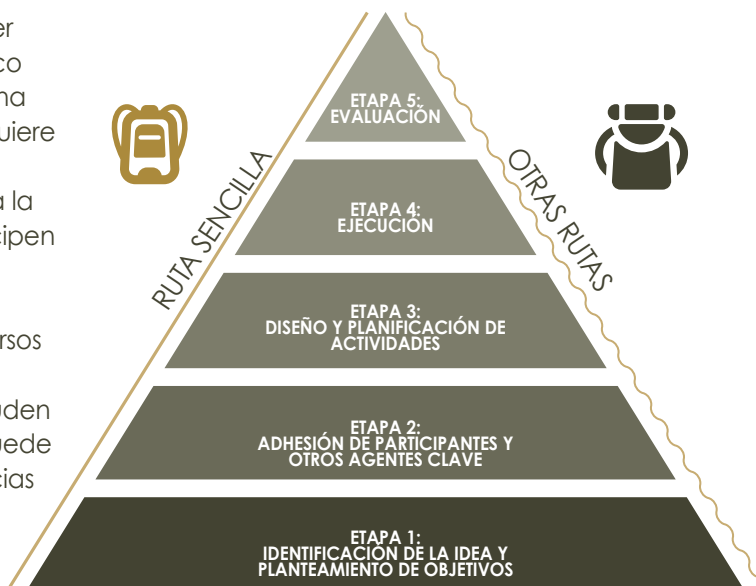 ETAPA 5:
EVALUACIÓN
ETAPA 4:
EJECUCIÓN
ETAPA 3:
DISEÑO Y PLANIFICACIÓN DE
ACTIVIDADES
ETAPA 2:
ADHESIÓN DE PARTICIPANTES Y
OTROS AGENTES CLAVE
ETAPA 1:
IDENTIFICACIÓN DE LA IDEA Y
PLANTEAMIENTO DE OBJETIVOS
RUTA SENCILLA
OTRAS RUTAS
a la